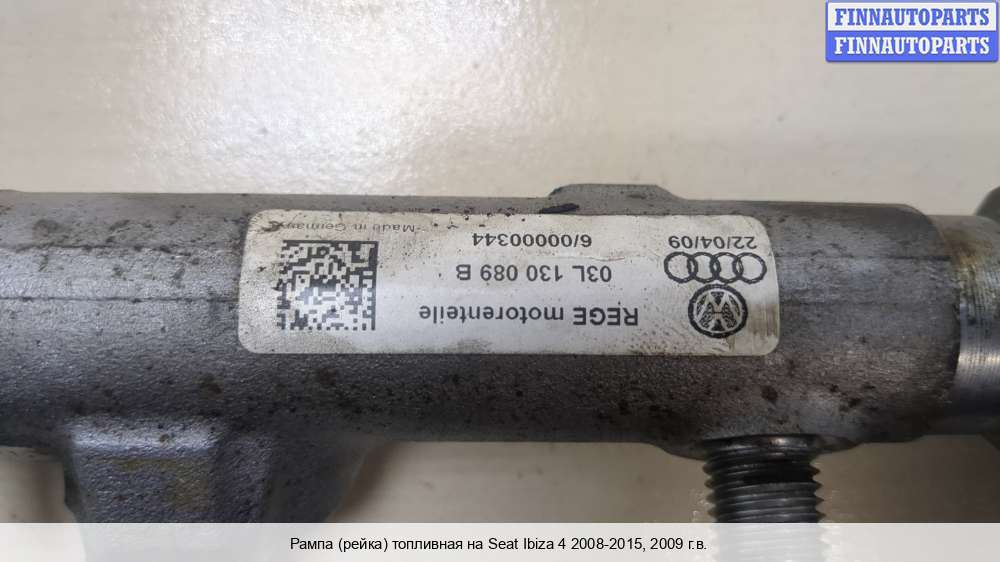 FINNAUTOPARTS
FINNAUTOPARTS
REGE motorenteile
03L 130 089 B
22/04/09
6/00000344
Made in Germany
Рампа (рейка) топливная на Seat Ibiza 4 2008-2015, 2009 г.в.